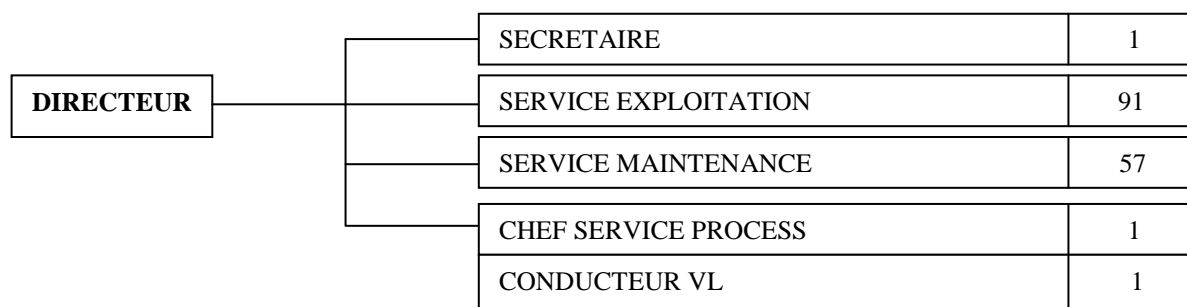 SECRETAIRE 1
DIRECTEUR
SERVICE EXPLOITATION 91
SERVICE MAINTENANCE 57
CHEF SERVICE PROCESS 1
CONDUCTEUR VL 1